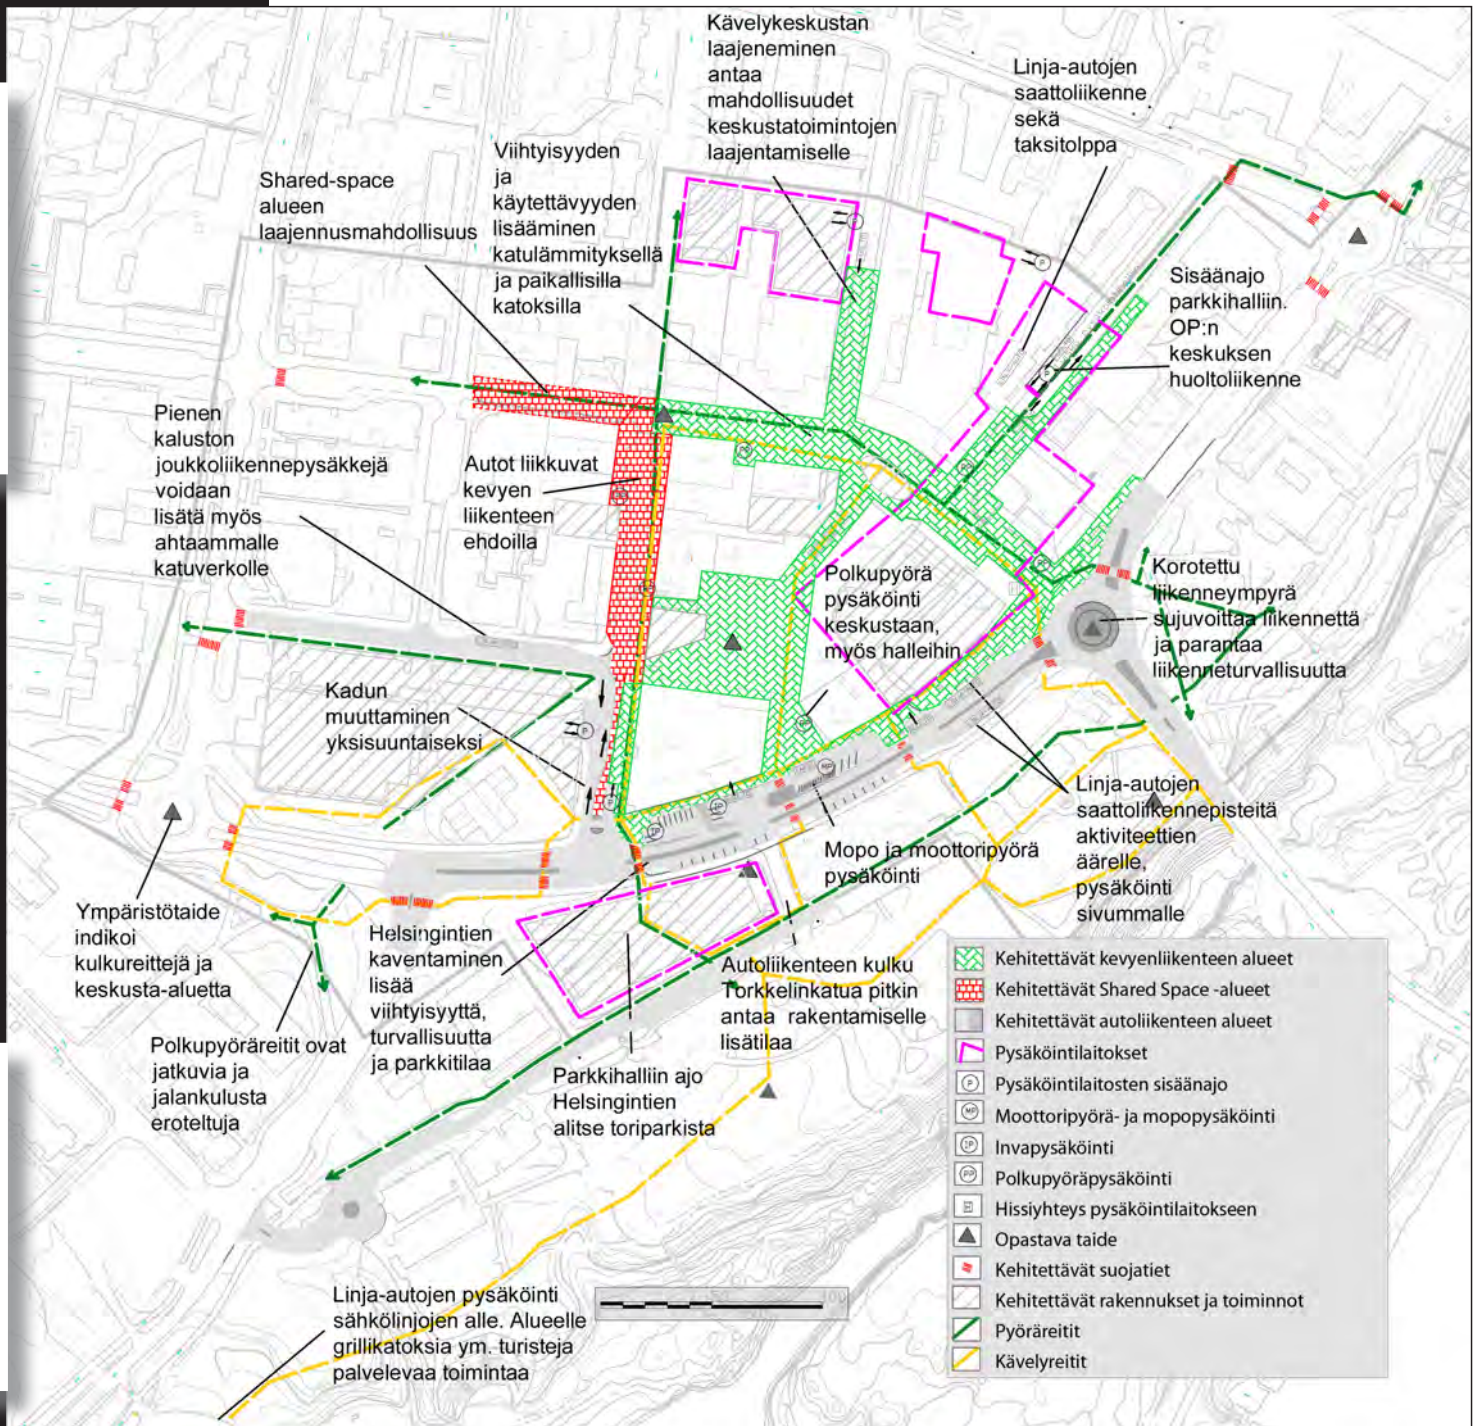 Kävelykeskustan
laajeneminen
antaa
mahdollisuudet
keskustatoimintojen
laajentamiselle
Linja-autojen
saattoliikenne
sekä
taksitolppa
Viihtyisyyden
ja
käytettävyyden
lisääminen
katulämmityksellä
ja paikallisilla
katoksilla
Shared-space
alueen
laajennusmahdollisuus
Sisäänajo
parkkihalliin.
OP:n
keskuksen
huoltoliikenne
Pienen
kaluston
joukkoliikennepysäkkejä
voidaan
lisätä myös
ahtaammalle
katuverkolle
Autot liikkuvat
kevyen
liikenteen
ehdoilla
Polkupyörä
pysäköinti
keskustaan,
myös halleihin
Korotettu
liikenneympyrä
sujuvoittaa liikennettä
ja parantaa
liikenneturvallisuutta
Kadun
muuttaminen
yksisuuntaiseksi
Linja-autojen
saattoliikennepisteitä
aktiviteettien
äärelle,
pysäköinti
sivummalle
Mopo ja moottoripyörä
pysäköinti
Ympäristötaide
indikoi
kulkureittejä ja
keskusta-aluetta
Helsingintien
kaventaminen
lisää
viihtyisyyttä,
turvallisuutta
ja parkkitilaa
Autoliikenteen kulku
Torkkelinkatua pitkin
antaa rakentamiselle
lisätilaa
Polkupyöräreitit ovat
jatkuvia ja
jalankulusta
eroteltuja
Parkkihalliin ajo
Helsingintien
alitse toriparkista
Linja-autojen pysäköinti
sähkölinjojen alle. Alueelle
grillikatoksia ym. turisteja
palvelevaa toimintaa
Kehitettävät kevyenliikenteen alueet
Kehitettävät Shared Space -alueet
Kehitettävät autoliikenteen alueet
Pysäköintilaitokset
P Pysäköintilaitosten sisäänajo
MP Moottoripyörä- ja mopopysäköinti
IP Invapysäköinti
PP Polkupyöräpysäköinti
H Hissiyhteys pysäköintilaitokseen
Opastava taide
Kehitettävät suojatiet
Kehitettävät rakennukset ja toiminnot
Pyöräreitit
Kävelyreitit